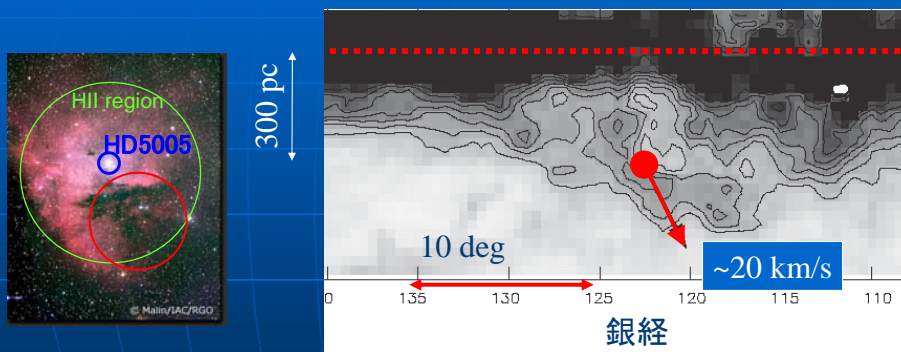 HII region
HD5005
© Malin/IAC/RGO
300 pc
10 deg
~20 km/s
0 135 130 125 120 115 110
銀経